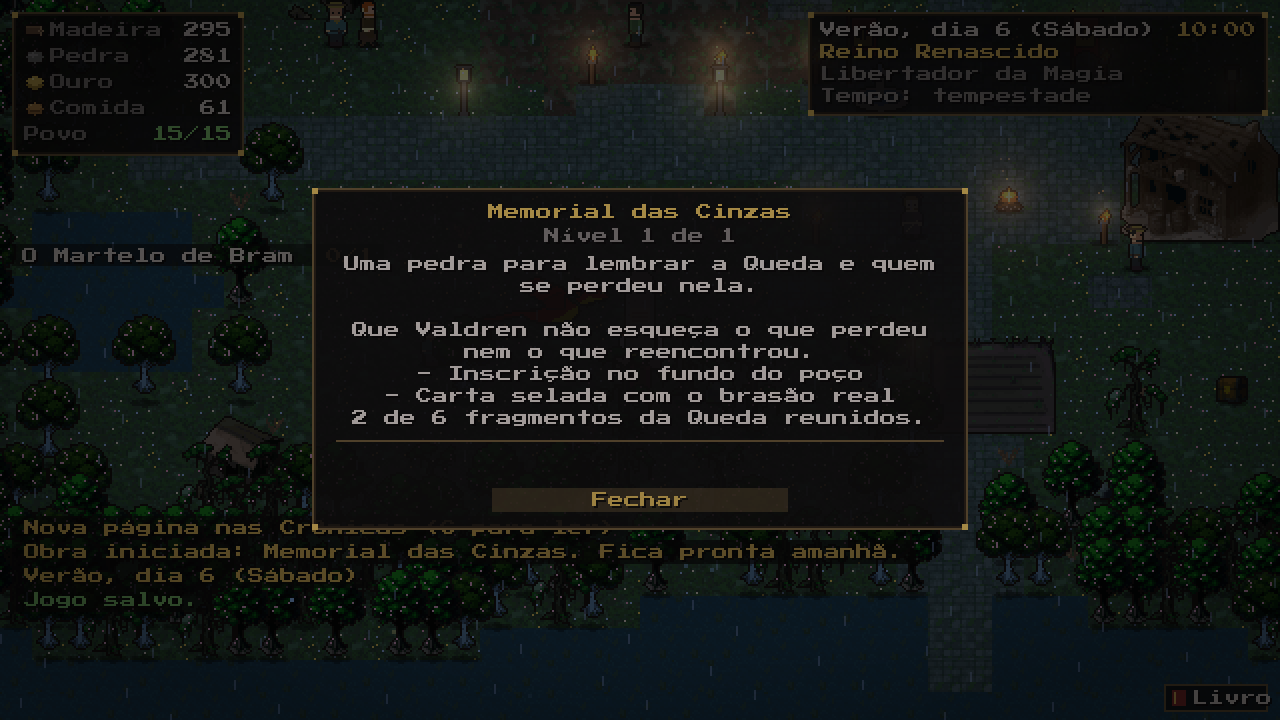 Madeira 295
Pedra 281
Ouro 300
Comida 61
Povo 15/15
Verão, dia 6 (Sábado) 10:00
Reino Renascido
Libertador da Magia
Tempo: tempestade
O Martelo de Bram
Memorial das Cinzas
Nível 1 de 1
Uma pedra para lembrar a Queda e quem
se perdeu nela.
Que Valdren não esqueça o que perdeu
nem o que reencontrou.
- Inscrição no fundo do poço
- Carta selada com o brasão real
2 de 6 fragmentos da Queda reunidos.
Fechar
Nova página nas Crônicas (O para ler)
Obra iniciada: Memorial das Cinzas. Fica pronta amanhã.
Verão, dia 6 (Sábado)
Jogo salvo.
Livro